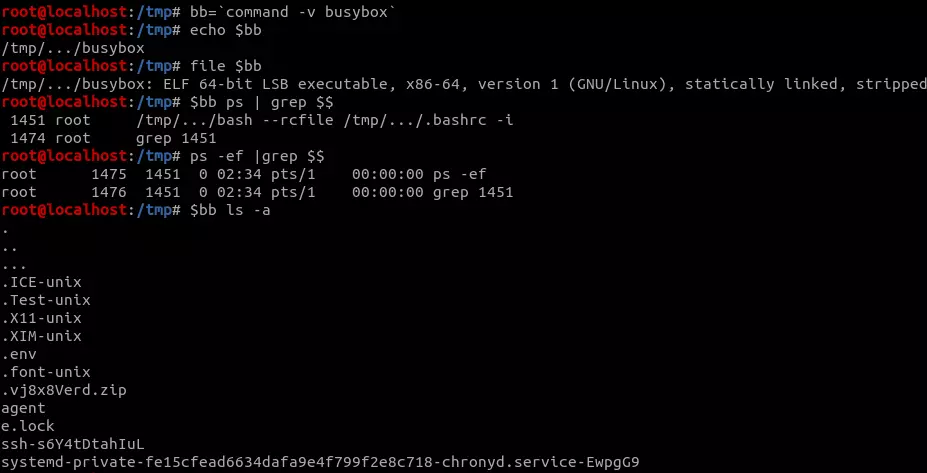 root@localhost:/tmp# bb=`command -v busybox`
root@localhost:/tmp# echo $bb
/tmp/.../busybox
root@localhost:/tmp# file $bb
/tmp/.../busybox: ELF 64-bit LSB executable, x86-64, version 1 (GNU/Linux), statically linked, stripped
root@localhost:/tmp# $bb ps | grep $$
 1451 root     /tmp/.../bash --rcfile /tmp/.../.bashrc -i
 1474 root     grep 1451
root@localhost:/tmp# ps -ef |grep $$
root      1475  1451  0 02:34 pts/1    00:00:00 ps -ef
root      1476  1451  0 02:34 pts/1    00:00:00 grep 1451
root@localhost:/tmp# $bb ls -a
.
..
...
.ICE-unix
.Test-unix
.X11-unix
.XIM-unix
.env
.font-unix
.vj8x8Verd.zip
agent
e.lock
ssh-s6Y4tDtahIuL
systemd-private-fe15cfead6634dafa9e4f799f2e8c718-chronyd.service-EwpgG9